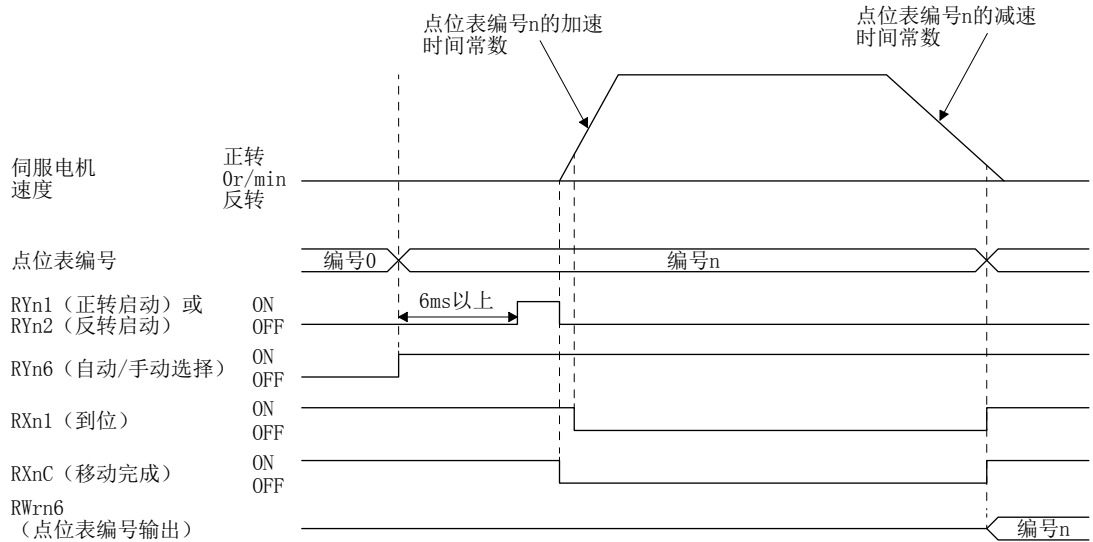 点位表编号n的加速
时间常数
点位表编号n的减速
时间常数
伺服电机
速度
正转
0r/min
反转
点位表编号
编号0
编号n
RYn1（正转启动）或
RYn2（反转启动）
ON
OFF
6ms以上
RYn6（自动/手动选择）
ON
OFF
RXn1（到位）
ON
OFF
RXnC（移动完成）
ON
OFF
RWrn6
（点位表编号输出）
编号n